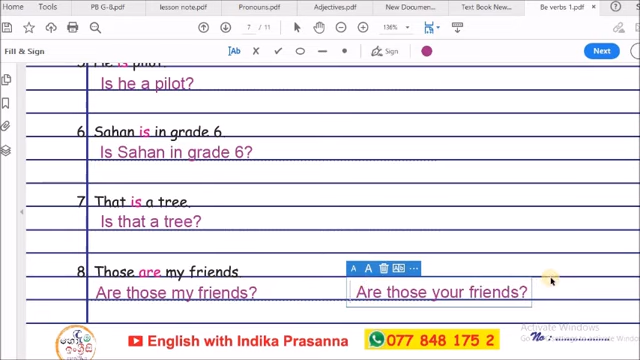 PB G-8.pdf
lesson note.pdf
Pronouns.pdf
Adjectives.pdf
New Documen...
Text Book New...
Be verbs 1.pdf
7 / 11
136%
Fill & Sign
Ab
Sign
Next
Is he a pilot?
6. Sahan is in grade 6.
Is Sahan in grade 6?
7. That is a tree.
Is that a tree?
8. Those are my friends.
A A Ab ...
Are those my friends? Are those your friends?
Activate Windows
English with Indika Prasanna
077 848 175 2
No :